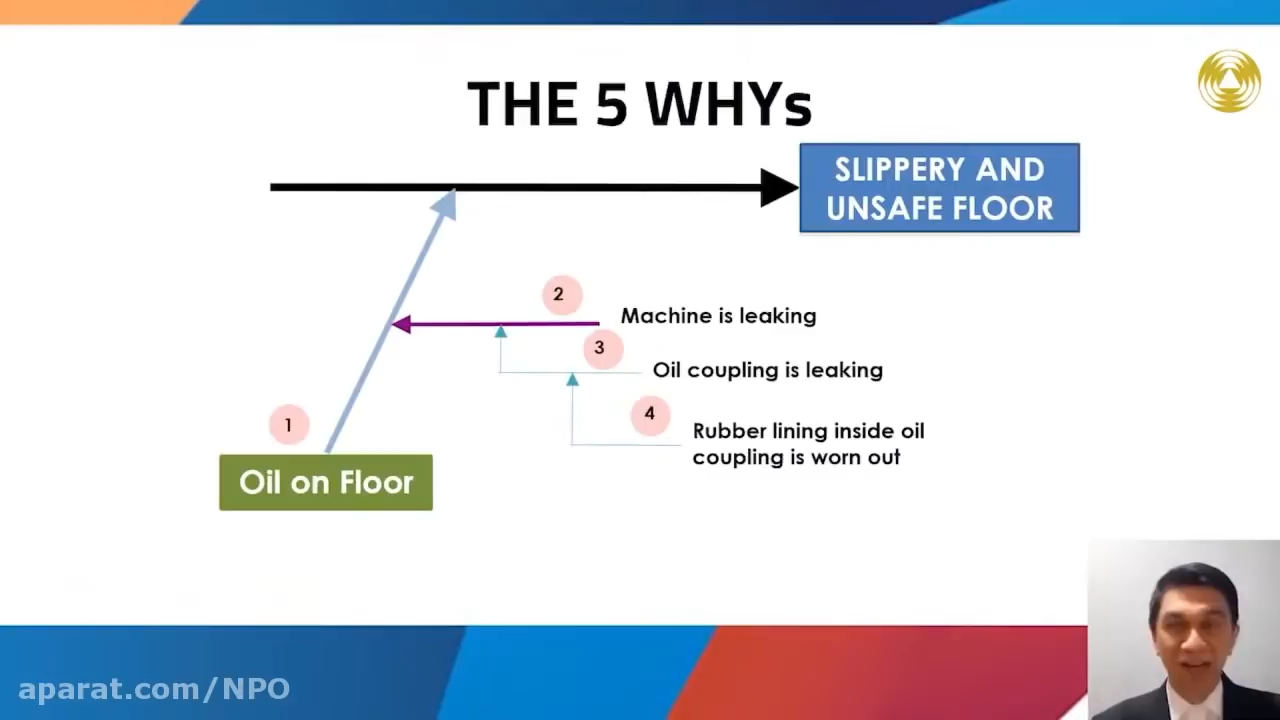 THE 5 WHYs
SLIPPERY AND
UNSAFE FLOOR
2
Machine is leaking
3
Oil coupling is leaking
4
Rubber lining inside oil
coupling is worn out
1
Oil on Floor
aparat.com/NPO